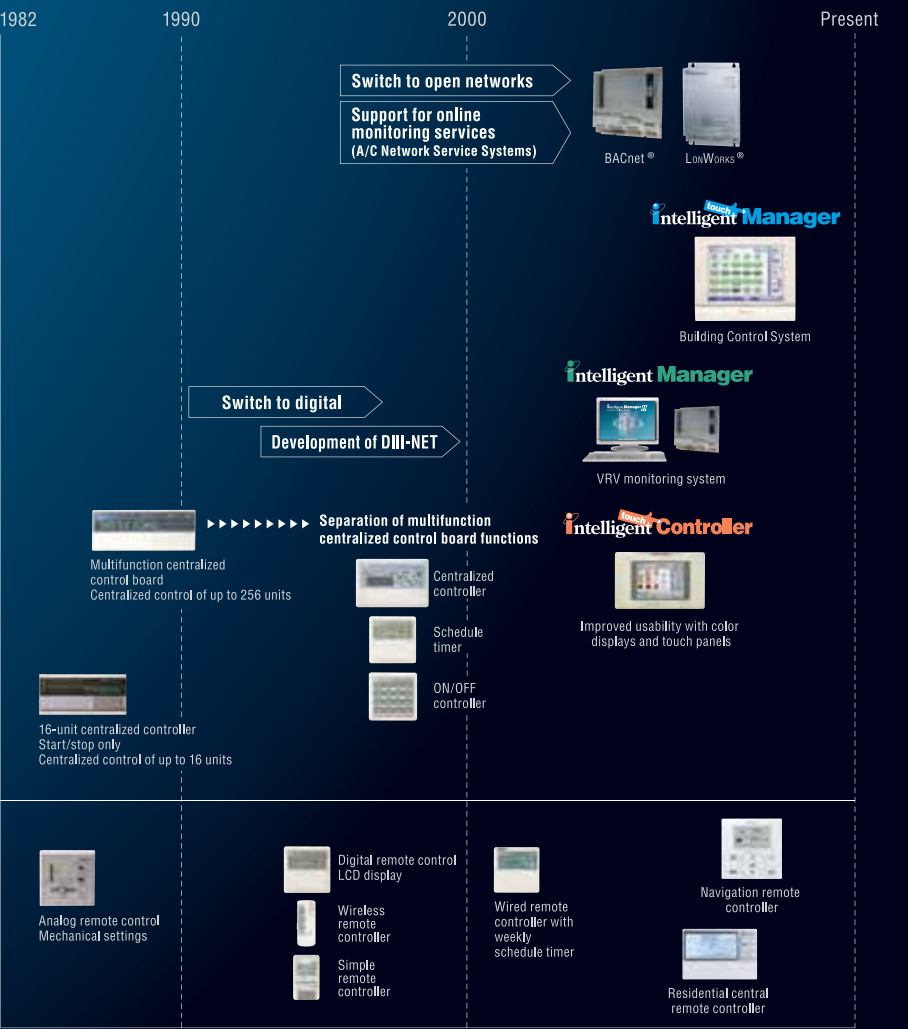 1982 1990 2000 Present
Switch to open networks
Support for online
monitoring services
(A/C Network Service Systems)
BACnet ® LONWORKS ®
intelligent touch Manager
Building Control System
intelligent Manager
Switch to digital
Development of DIII-NET
VRV monitoring system
Separation of multifunction
centralized control board functions
intelligent touch Controller
Multifunction centralized
control board
Centralized control of up to 256 units
Centralized
controller
Schedule
timer
ON/OFF
controller
Improved usability with color
displays and touch panels
16-unit centralized controller
Start/stop only
Centralized control of up to 16 units
Analog remote control
Mechanical settings
Digital remote control
LCD display
Wireless
remote
controller
Simple
remote
controller
Wired remote
controller with
weekly
schedule timer
Navigation remote
controller
Residential central
remote controller